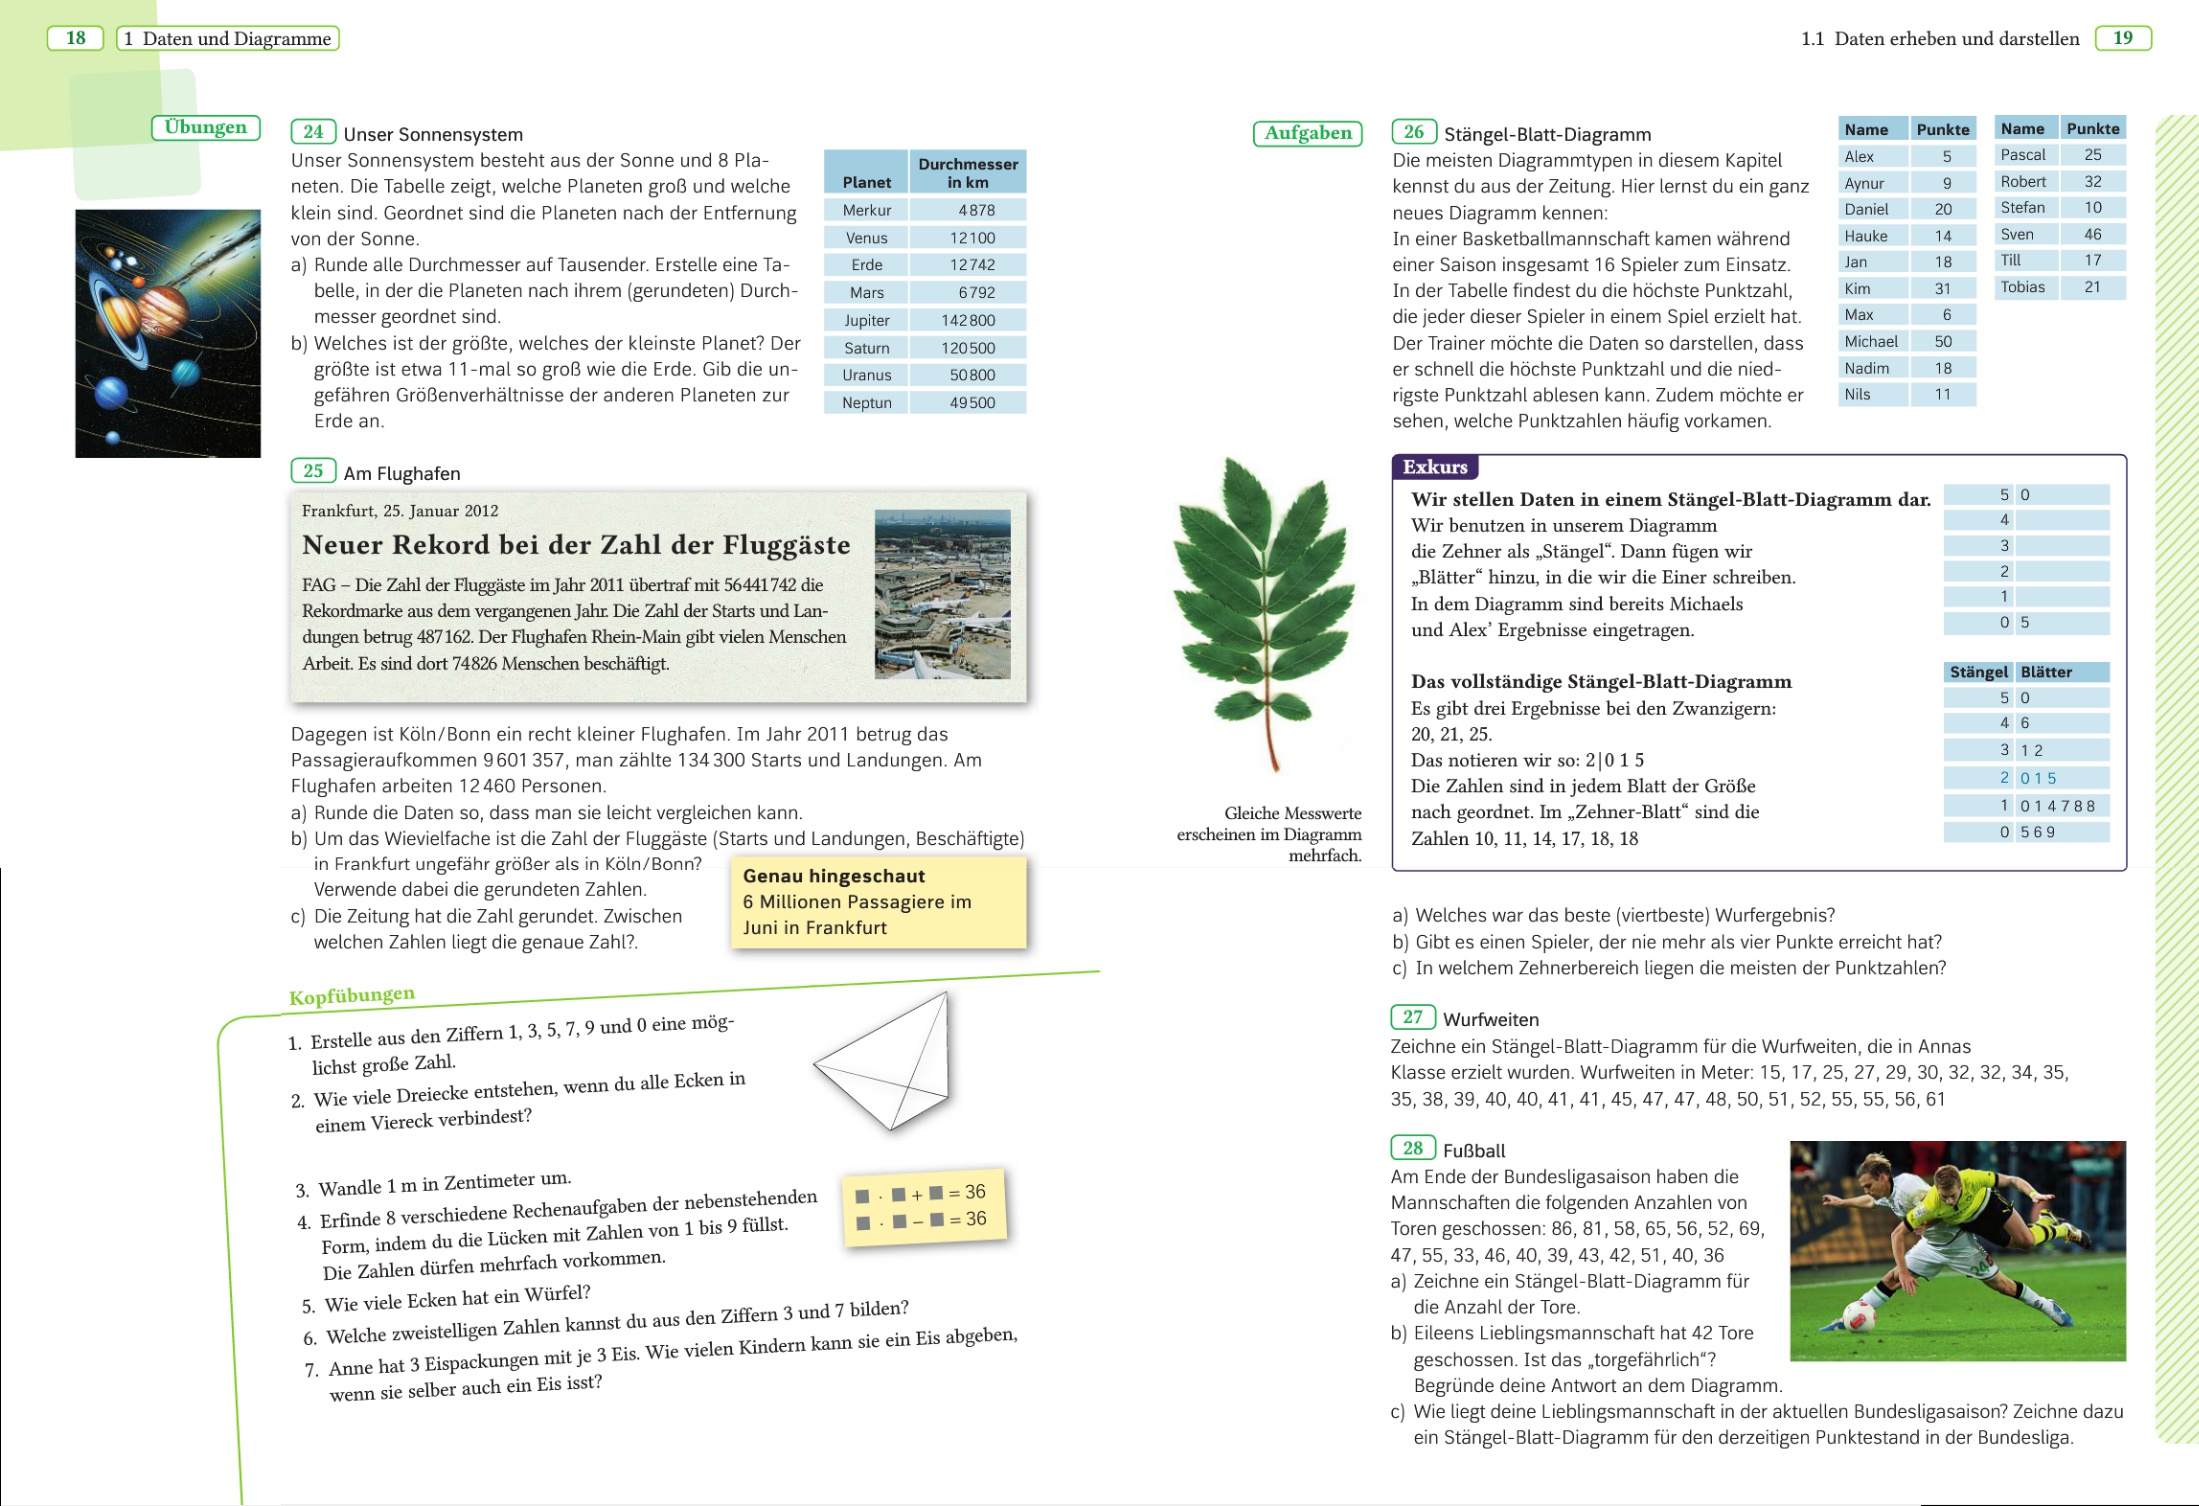 18
1 Daten und Diagramme
Übungen
24 Unser Sonnensystem
Unser Sonnensystem besteht aus der Sonne und 8 Pla-
neten. Die Tabelle zeigt, welche Planeten groß und welche
klein sind. Geordnet sind die Planeten nach der Entfernung
von der Sonne.
a) Runde alle Durchmesser auf Tausender. Erstelle eine Ta-
belle, in der die Planeten nach ihrem (gerundeten) Durch-
messer geordnet sind.
b) Welches ist der größte, welches der kleinste Planet? Der
größte ist etwa 11-mal so groß wie die Erde. Gib die un-
gefähren Größenverhältnisse der anderen Planeten zur
Erde an.
Planet Durchmesser in km
Merkur 4878
Venus 12100
Erde 12742
Mars 6792
Jupiter 142800
Saturn 120500
Uranus 50800
Neptun 49500
25 Am Flughafen
Frankfurt, 25. Januar 2012
Neuer Rekord bei der Zahl der Fluggäste
FAG – Die Zahl der Fluggäste im Jahr 2011 übertraf mit 56441742 die
Rekordmarke aus dem vergangenen Jahr. Die Zahl der Starts und Lan-
dungen betrug 487162. Der Flughafen Rhein-Main gibt vielen Menschen
Arbeit. Es sind dort 74826 Menschen beschäftigt.
Dagegen ist Köln/Bonn ein recht kleiner Flughafen. Im Jahr 2011 betrug das
Passagieraufkommen 9601357, man zählte 134300 Starts und Landungen. Am
Flughafen arbeiten 12460 Personen.
a) Runde die Daten so, dass man sie leicht vergleichen kann.
b) Um das Wievielfache ist die Zahl der Fluggäste (Starts und Landungen, Beschäftigte)
in Frankfurt ungefähr größer als in Köln/Bonn?
Verwende dabei die gerundeten Zahlen.
c) Die Zeitung hat die Zahl gerundet. Zwischen
welchen Zahlen liegt die genaue Zahl?.
Genau hingeschaut
6 Millionen Passagiere im
Juni in Frankfurt
Kopfübungen
1. Erstelle aus den Ziffern 1, 3, 5, 7, 9 und 0 eine mög-
lichst große Zahl.
2. Wie viele Dreiecke entstehen, wenn du alle Ecken in
einem Viereck verbindest?
3. Wandle 1 m in Zentimeter um.
4. Erfinde 8 verschiedene Rechenaufgaben der nebenstehenden
Form, indem du die Lücken mit Zahlen von 1 bis 9 füllst.
Die Zahlen dürfen mehrfach vorkommen.
■ · ■ + ■ = 36
■ · ■ – ■ = 36
5. Wie viele Ecken hat ein Würfel?
6. Welche zweistelligen Zahlen kannst du aus den Ziffern 3 und 7 bilden?
7. Anne hat 3 Eispackungen mit je 3 Eis. Wie vielen Kindern kann sie ein Eis abgeben,
wenn sie selber auch ein Eis isst?
1.1 Daten erheben und darstellen
19
Aufgaben
26 Stängel-Blatt-Diagramm
Die meisten Diagrammtypen in diesem Kapitel
kennst du aus der Zeitung. Hier lernst du ein ganz
neues Diagramm kennen:
In einer Basketballmannschaft kamen während
einer Saison insgesamt 16 Spieler zum Einsatz.
In der Tabelle findest du die höchste Punktzahl,
die jeder dieser Spieler in einem Spiel erzielt hat.
Der Trainer möchte die Daten so darstellen, dass
er schnell die höchste Punktzahl und die nied-
rigste Punktzahl ablesen kann. Zudem möchte er
sehen, welche Punktzahlen häufig vorkamen.
Name Punkte
Alex 5
Aynur 9
Daniel 20
Hauke 14
Jan 18
Kim 31
Max 6
Michael 50
Nadim 18
Nils 11
Name Punkte
Pascal 25
Robert 32
Stefan 10
Sven 46
Till 17
Tobias 21
Gleiche Messwerte
erscheinen im Diagramm
mehrfach.
Exkurs
Wir stellen Daten in einem Stängel-Blatt-Diagramm dar.
Wir benutzen in unserem Diagramm
die Zehner als „Stängel“. Dann fügen wir
„Blätter“ hinzu, in die wir die Einer schreiben.
In dem Diagramm sind bereits Michaels
und Alex’ Ergebnisse eingetragen.
5 0
4
3
2
1
0 5
Das vollständige Stängel-Blatt-Diagramm
Es gibt drei Ergebnisse bei den Zwanzigern:
20, 21, 25.
Das notieren wir so: 2|0 1 5
Die Zahlen sind in jedem Blatt der Größe
nach geordnet. Im „Zehner-Blatt“ sind die
Zahlen 10, 11, 14, 17, 18, 18
Stängel Blätter
5 0
4 6
3 1 2
2 0 1 5
1 0 1 4 7 8 8
0 5 6 9
a) Welches war das beste (viertbeste) Wurfergebnis?
b) Gibt es einen Spieler, der nie mehr als vier Punkte erreicht hat?
c) In welchem Zehnerbereich liegen die meisten der Punktzahlen?
27 Wurfweiten
Zeichne ein Stängel-Blatt-Diagramm für die Wurfweiten, die in Annas
Klasse erzielt wurden. Wurfweiten in Meter: 15, 17, 25, 27, 29, 30, 32, 32, 34, 35,
35, 38, 39, 40, 40, 41, 41, 45, 47, 47, 48, 50, 51, 52, 55, 55, 56, 61
28 Fußball
Am Ende der Bundesligasaison haben die
Mannschaften die folgenden Anzahlen von
Toren geschossen: 86, 81, 58, 65, 56, 52, 69,
47, 55, 33, 46, 40, 39, 43, 42, 51, 40, 36
a) Zeichne ein Stängel-Blatt-Diagramm für
die Anzahl der Tore.
b) Eileens Lieblingsmannschaft hat 42 Tore
geschossen. Ist das „torgefährlich“?
Begründe deine Antwort an dem Diagramm.
c) Wie liegt deine Lieblingsmannschaft in der aktuellen Bundesligasaison? Zeichne dazu
ein Stängel-Blatt-Diagramm für den derzeitigen Punktestand in der Bundesliga.